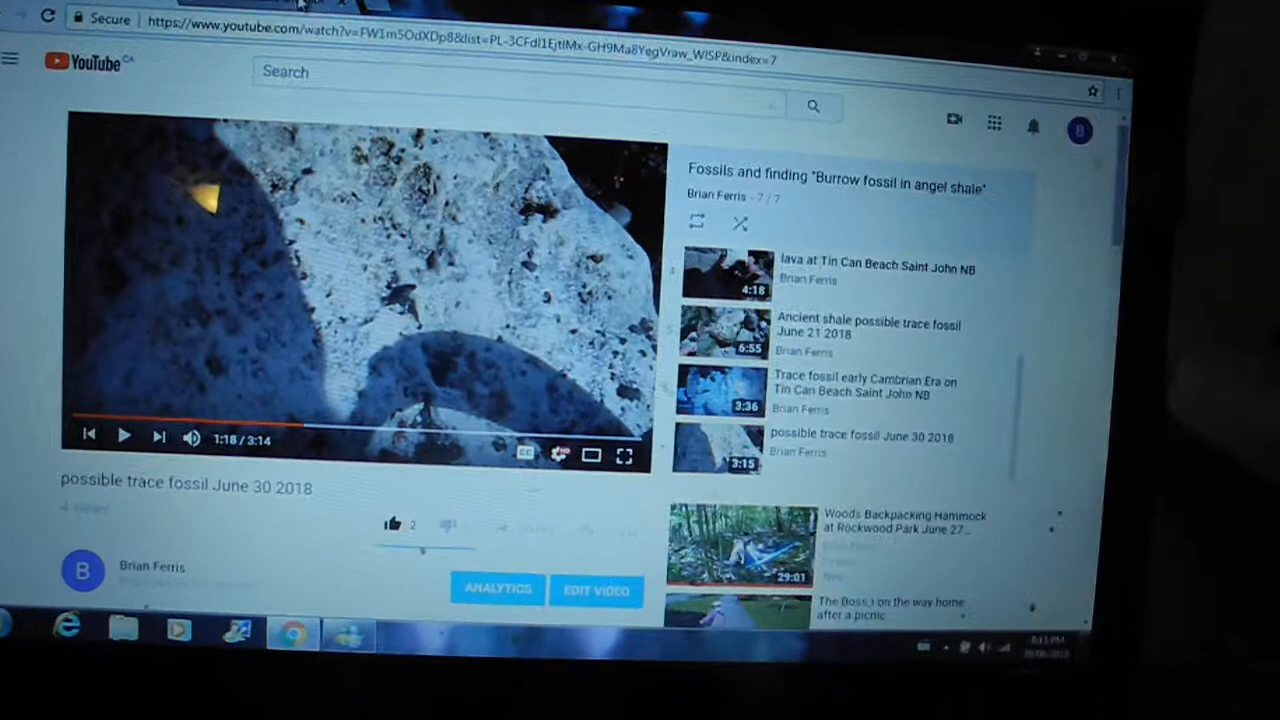 Secure | https://www.youtube.com/watch?v=FW1m5OdXDp8&list=PL-3CFdl1EjtIMx-GH9Ma8YegVraw_WISP&index=7
YouTube CA
Search
B
Fossils and finding "Burrow fossil in angel shale"
Brian Ferris - 7 / 7
lava at Tin Can Beach Saint John NB
Brian Ferris
4:18
Ancient shale possible trace fossil
June 21 2018
Brian Ferris
6:55
Trace fossil early Cambrian Era on
Tin Can Beach Saint John NB
Brian Ferris
3:36
possible trace fossil June 30 2018
Brian Ferris
3:15
1:18 / 3:14
CC
HD
possible trace fossil June 30 2018
4 views
2
B
Brian Ferris
ANALYTICS
EDIT VIDEO
Woods Backpacking Hammock
at Rockwood Park June 27...
29:01
The Boss i on the way home
after a picnic